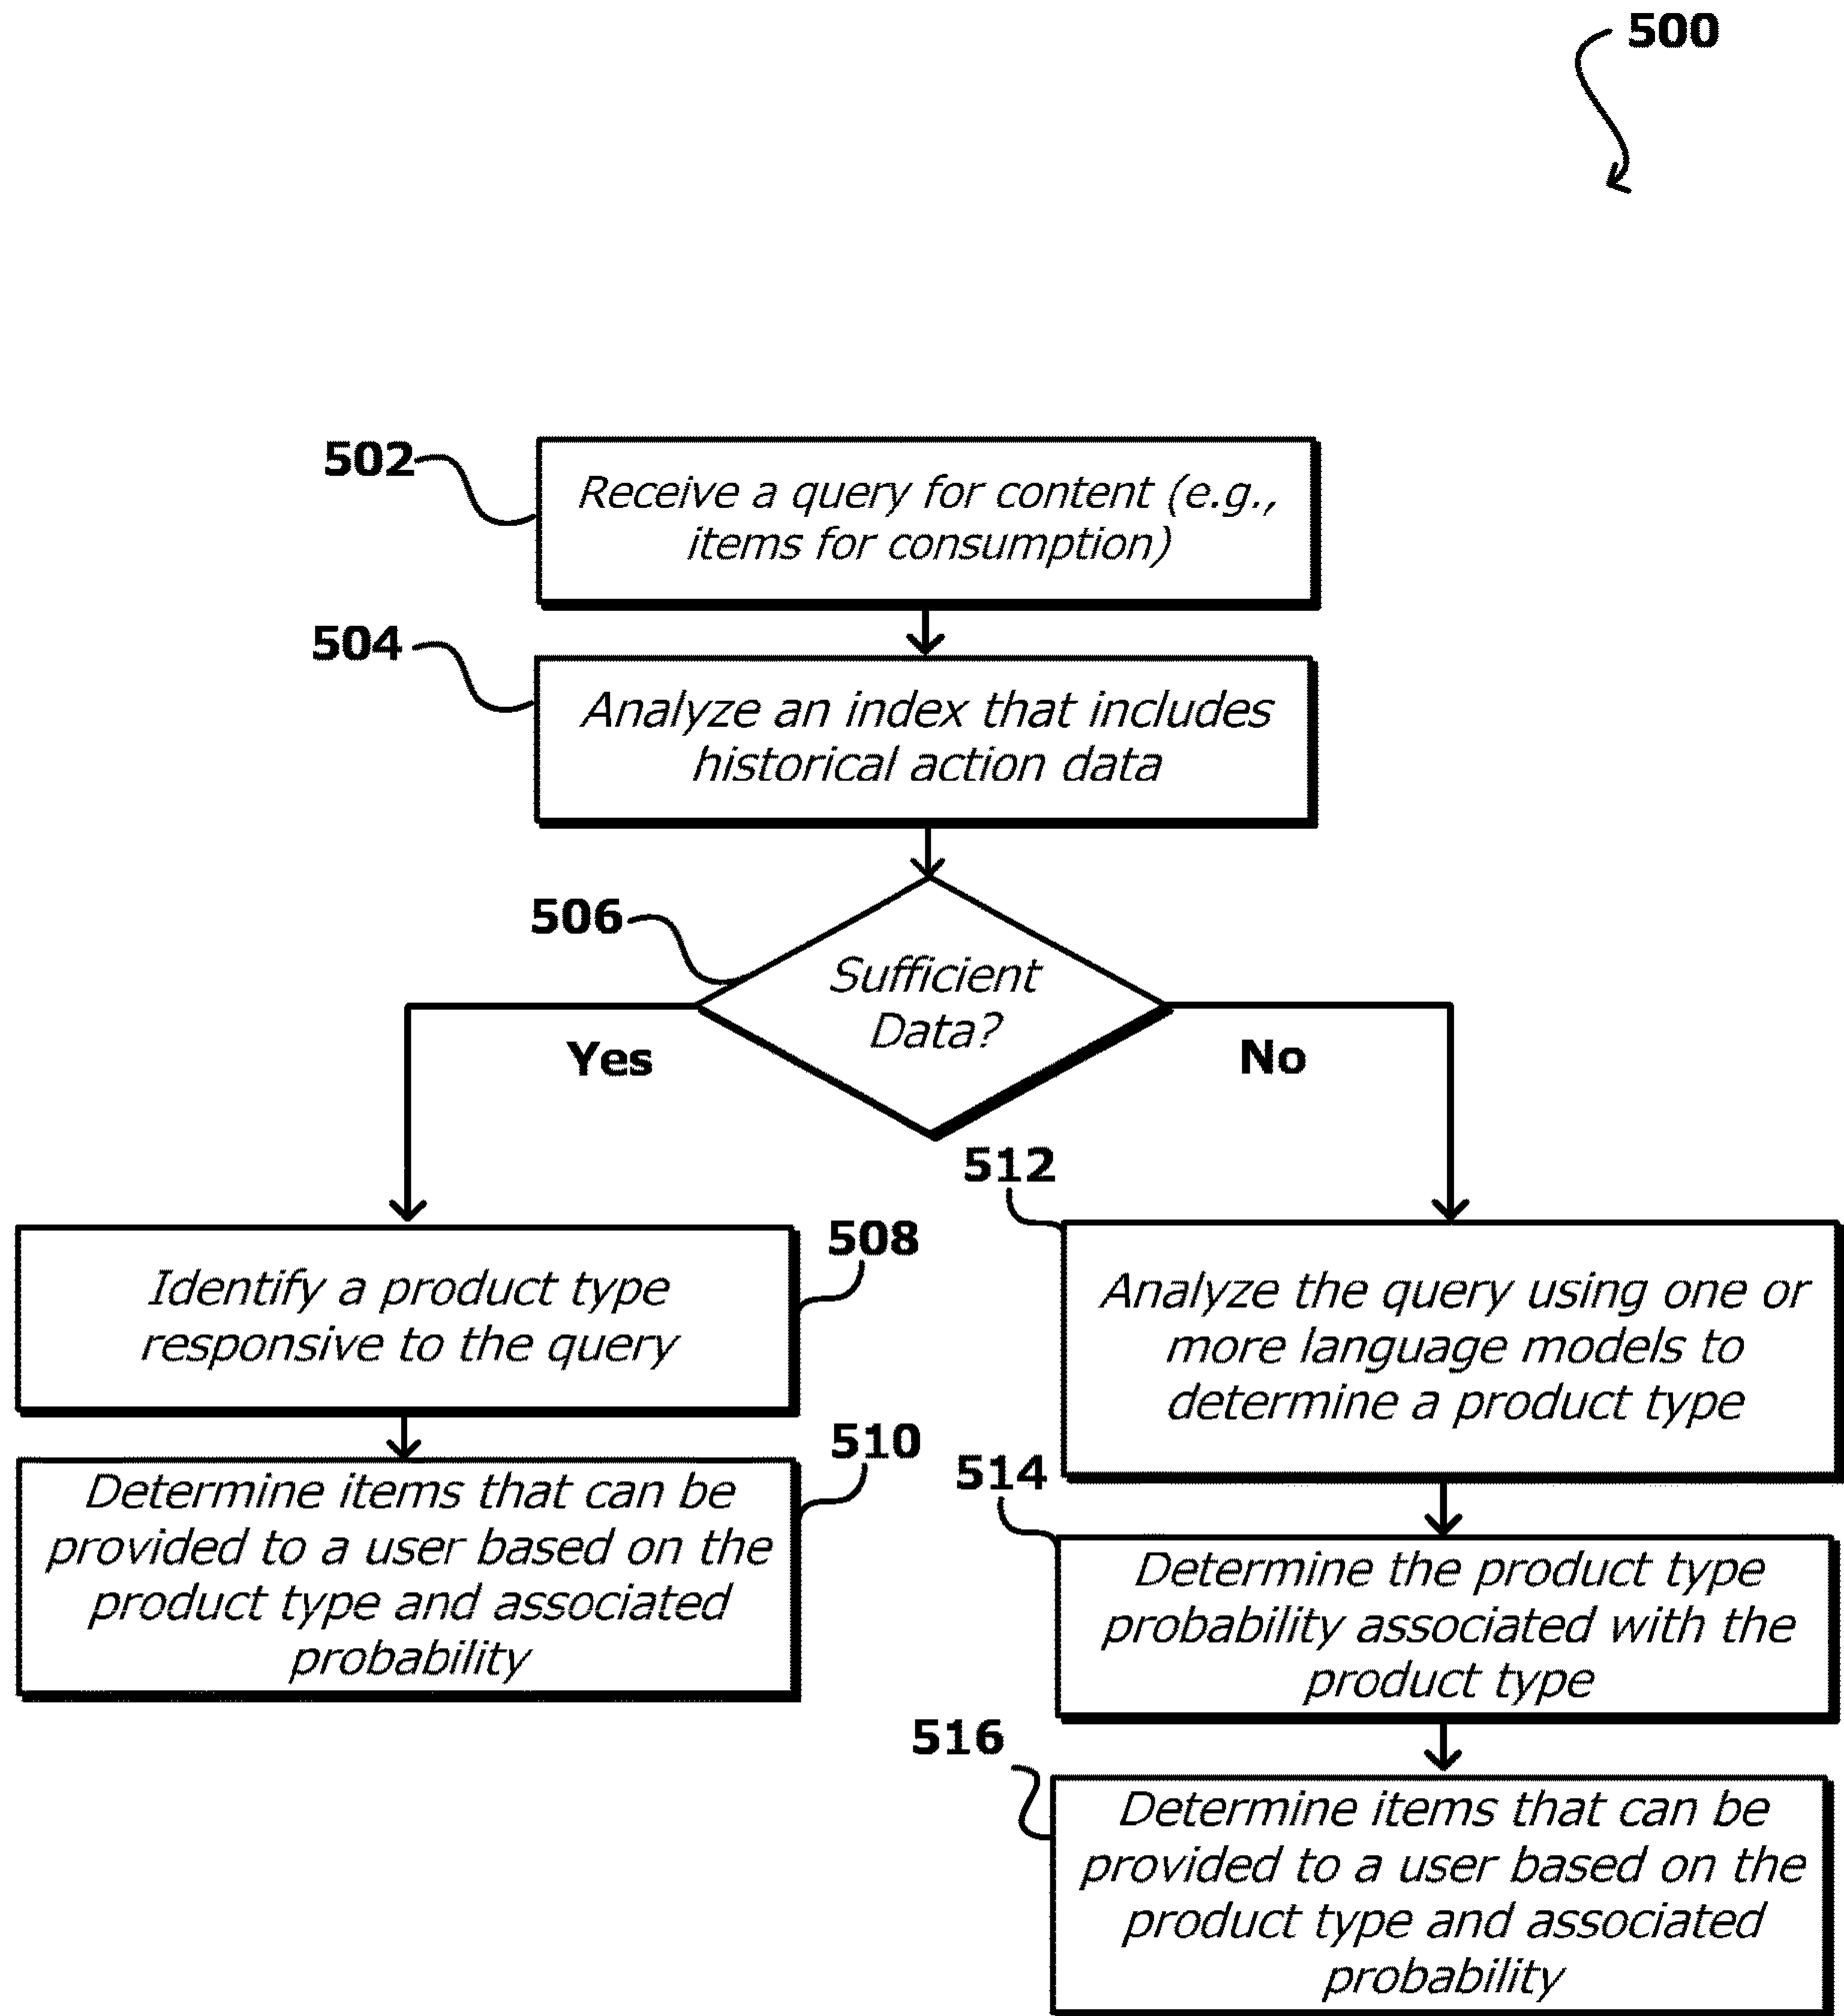 500
502
Receive a query for content (e.g.,
items for consumption)
504
Analyze an index that includes
historical action data
506
Sufficient
Data?
Yes
No
508
Identify a product type
responsive to the query
510
Determine items that can be
provided to a user based on the
product type and associated
probability
512
Analyze the query using one or
more language models to
determine a product type
514
Determine the product type
probability associated with the
product type
516
Determine items that can be
provided to a user based on the
product type and associated
probability